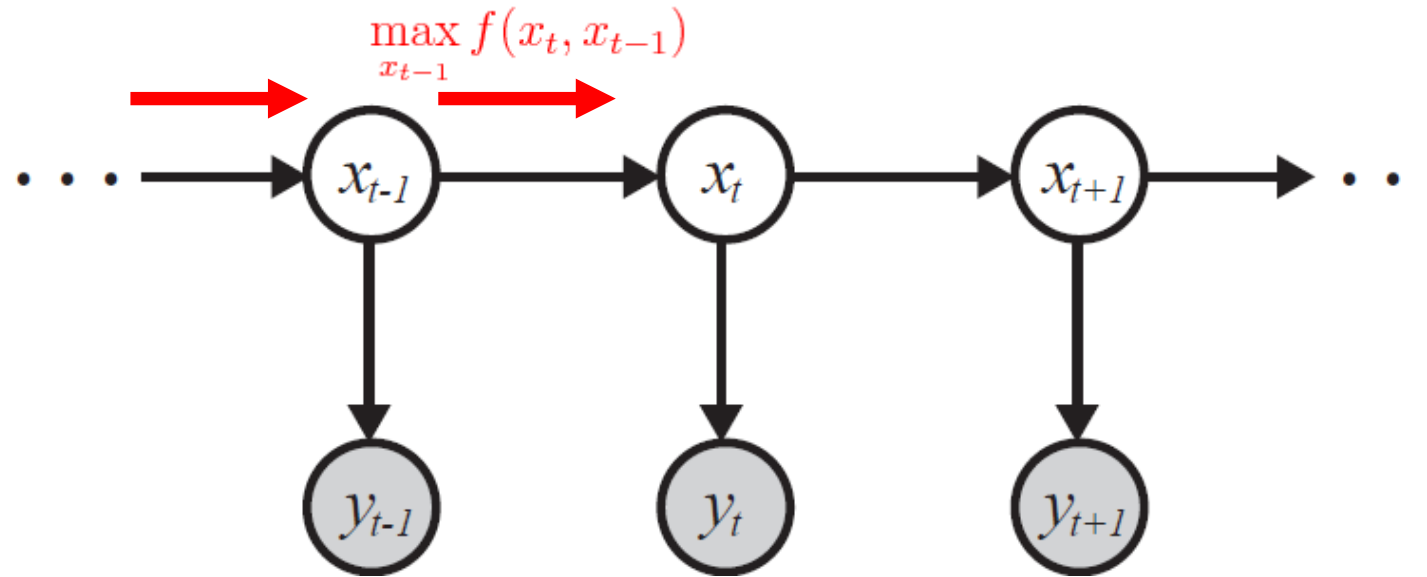 max f(x_t, x_{t-1})
x_{t-1}
· · · x_{t-1} x_t x_{t+1} · ·
y_{t-1} y_t y_{t+1}